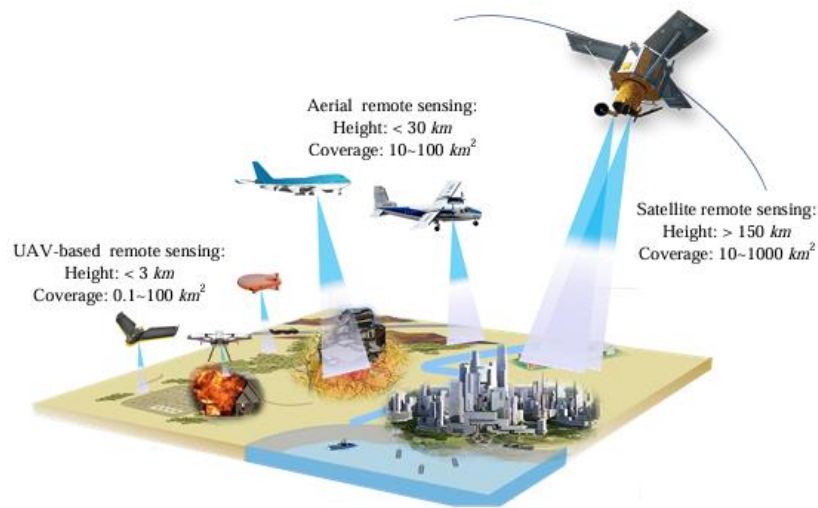 Aerial remote sensing:
Height: < 30 km
Coverage: 10~100 km²
Satellite remote sensing:
Height: > 150 km
Coverage: 10~1000 km²
UAV-based remote sensing:
Height: < 3 km
Coverage: 0.1~100 km²